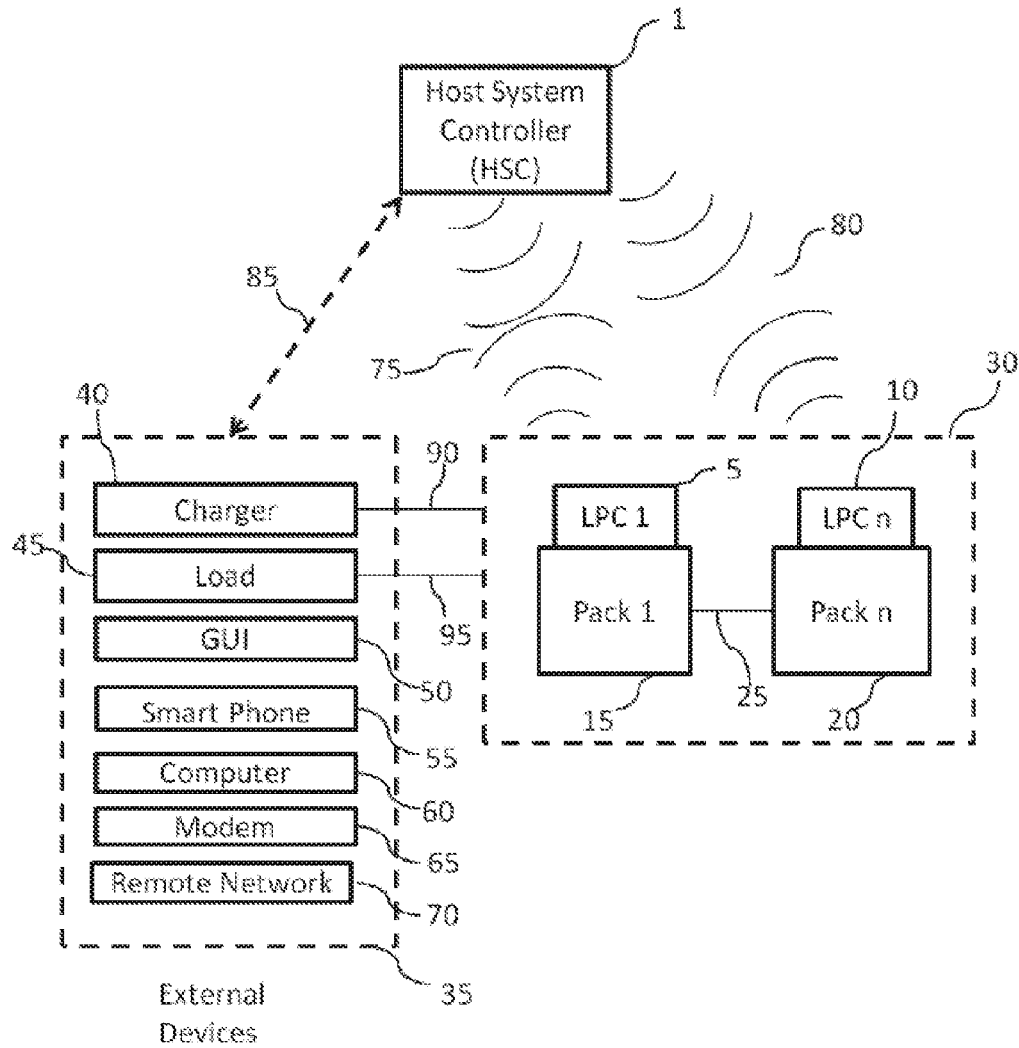 1
Host System
Controller
(HSC)
80
85
75
30
40
90
10
5
Charger
LPC 1
LPC n
45
Load
Pack 1
Pack n
95
GUI
50
25
15
20
Smart Phone
55
Computer
60
Modem
65
Remote Network
70
35
External
Devices